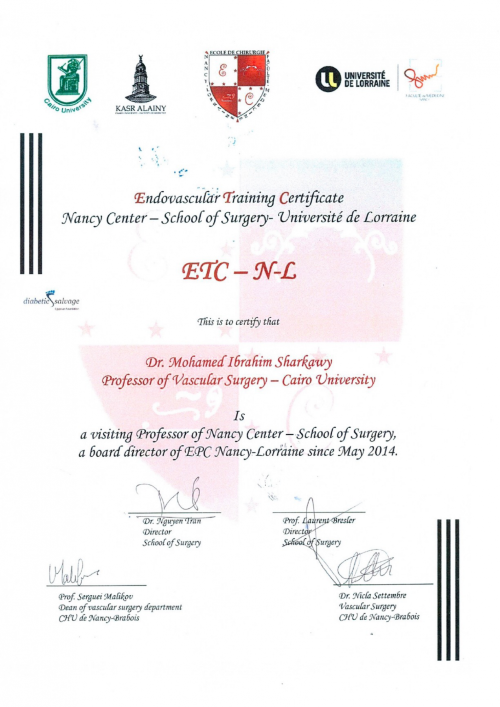 Cairo University
KASR ALAINY
ECOLE DE CHIRURGIE
NANCY
UL UNIVERSITÉ
DE LORRAINE
Endovascular Training Certificate
Nancy Center – School of Surgery- Université de Lorraine
ETC – N-L
diabetic salvage
This is to certify that
Dr. Mohamed Ibrahim Sharkawy
Professor of Vascular Surgery – Cairo University
Is
a visiting Professor of Nancy Center – School of Surgery,
a board director of EPC Nancy-Lorraine since May 2014.
Dr. Nguyen Tran
Director
School of Surgery
Prof. Laurent Bresler
Director
School of Surgery
Prof. Serguei Malikov
Dean of vascular surgery department
CHU de Nancy-Brabois
Dr. Nicla Settembre
Vascular Surgery
CHU de Nancy-Brabois